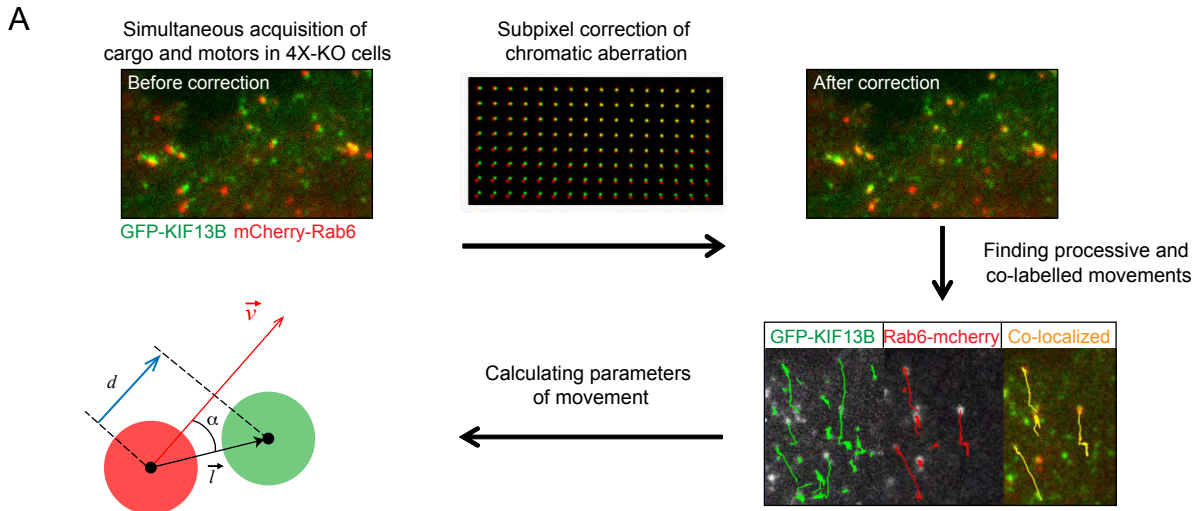 A
Simultaneous acquisition of
cargo and motors in 4X-KO cells
Before correction
GFP-KIF13B mCherry-Rab6
Subpixel correction of
chromatic aberration
After correction
Finding processive and
co-labelled movements
GFP-KIF13B Rab6-mcherry Co-localized
Calculating parameters
of movement
v
d
α
l